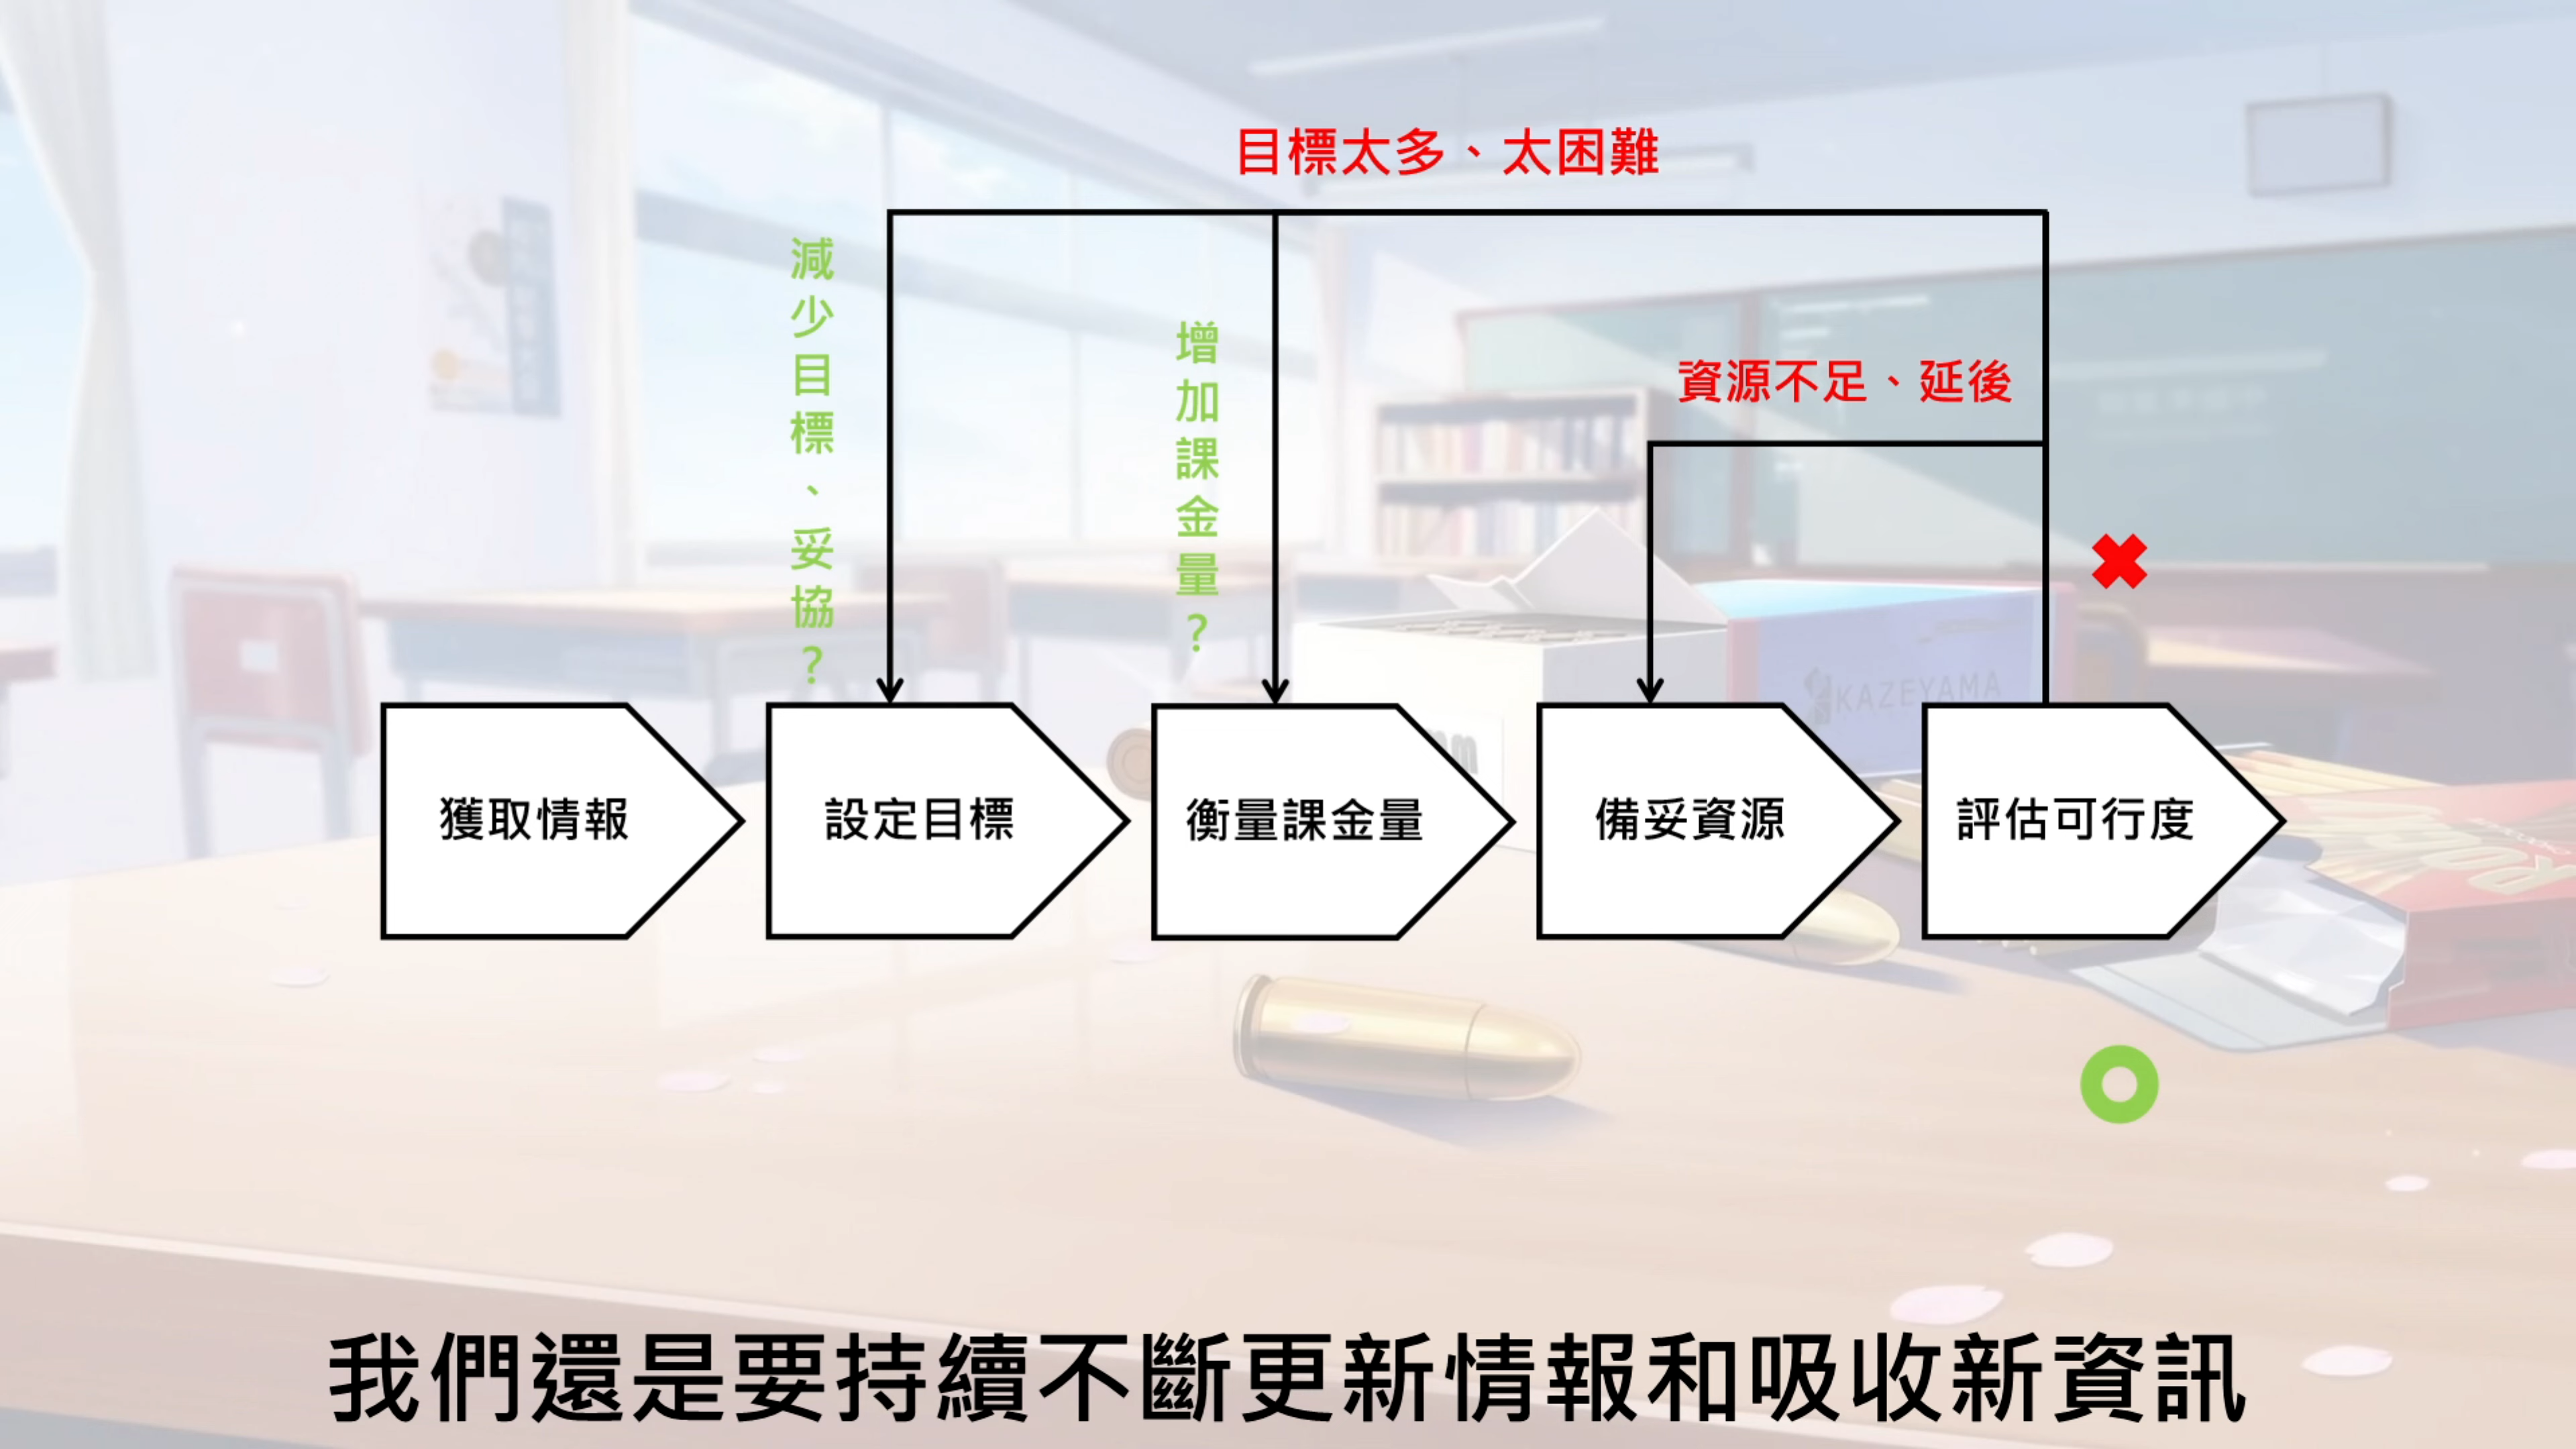 目標太多、太困難
減少目標、妥協?
增加課金量?
資源不足、延後
KAZEYAMA
獲取情報
設定目標
衡量課金量
備妥資源
評估可行度
我們還是要持續不斷更新情報和吸收新資訊